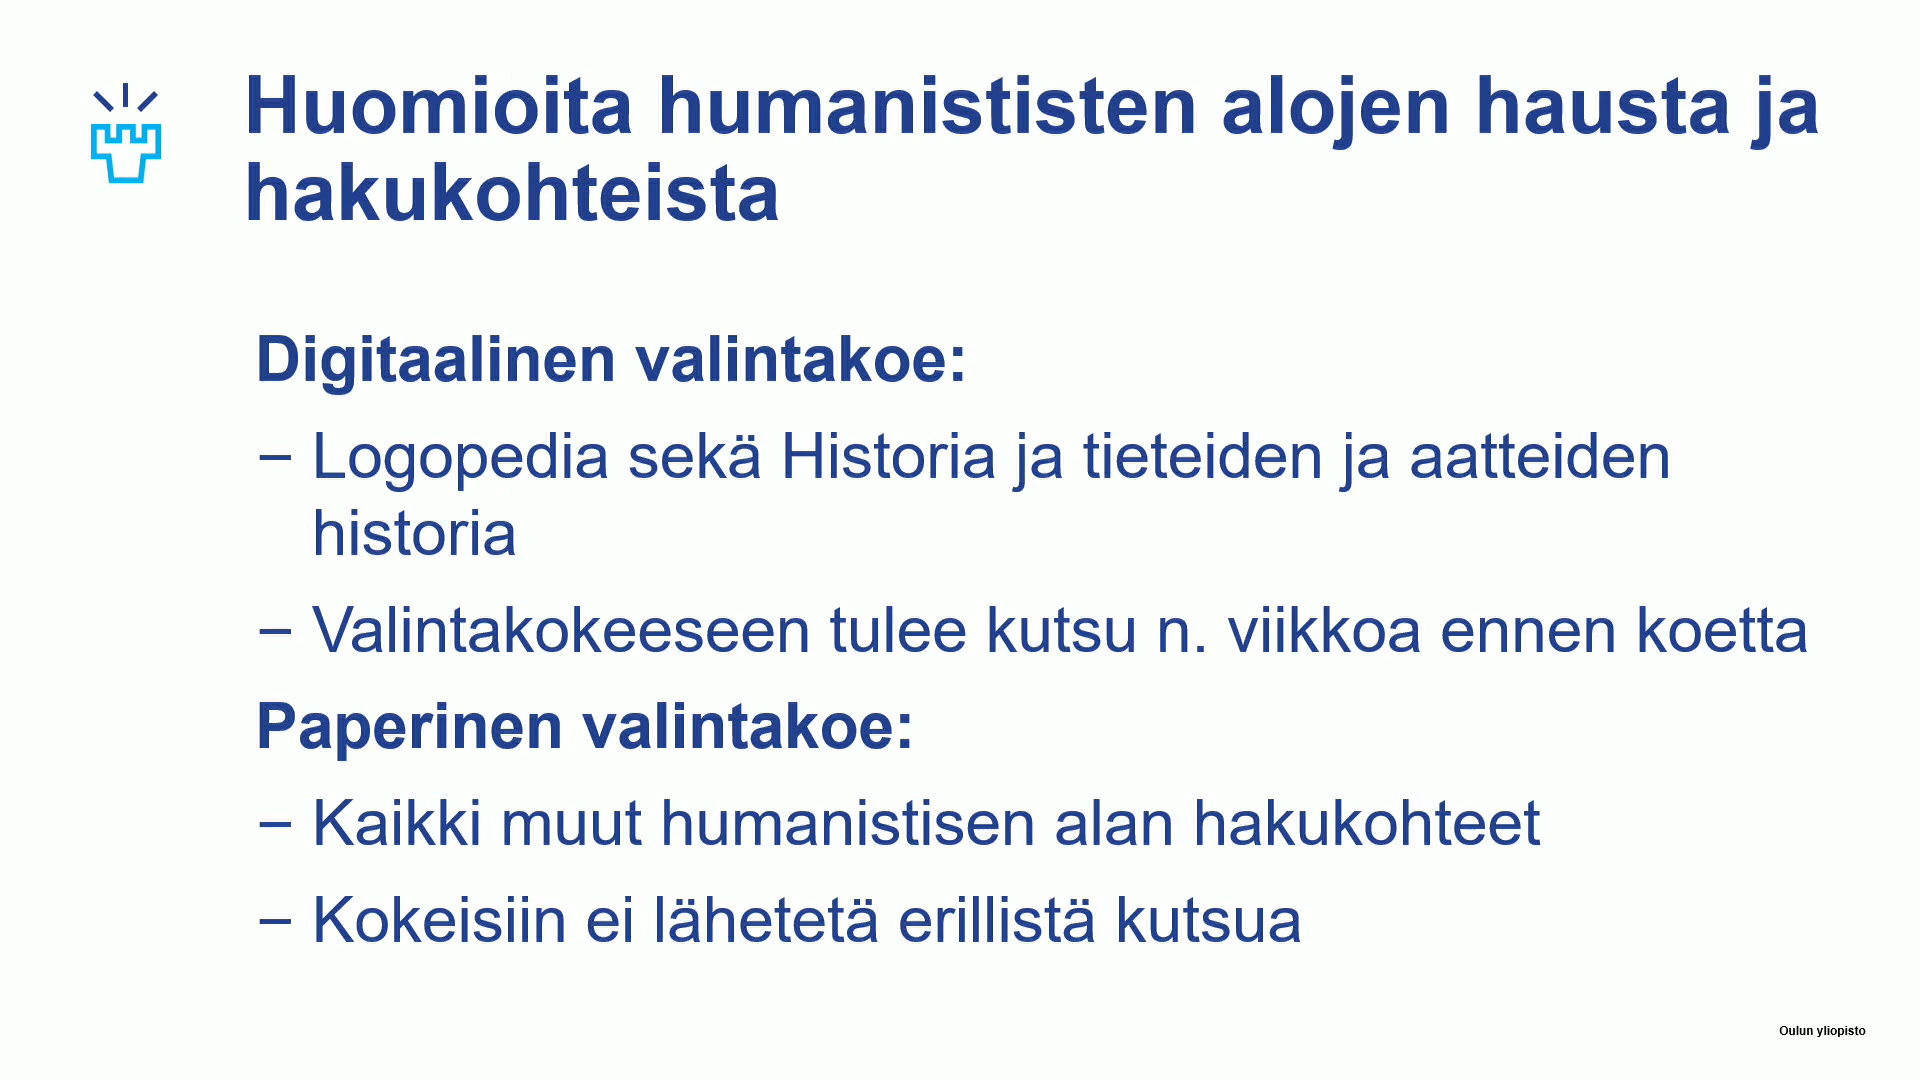 Huomioita humanististen alojen hausta ja
hakukohteista
Digitaalinen valintakoe:
– Logopedia sekä Historia ja tieteiden ja aatteiden
historia
– Valintakokeeseen tulee kutsu n. viikkoa ennen koetta
Paperinen valintakoe:
– Kaikki muut humanistisen alan hakukohteet
– Kokeisiin ei lähetetä erillistä kutsua
Oulun yliopisto